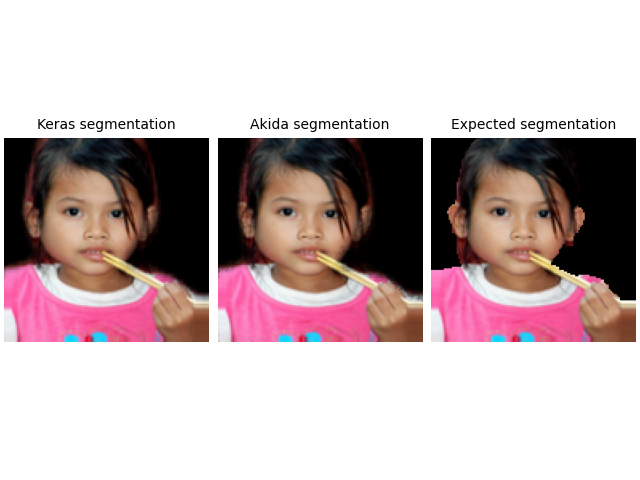 Keras segmentation
Akida segmentation
Expected segmentation